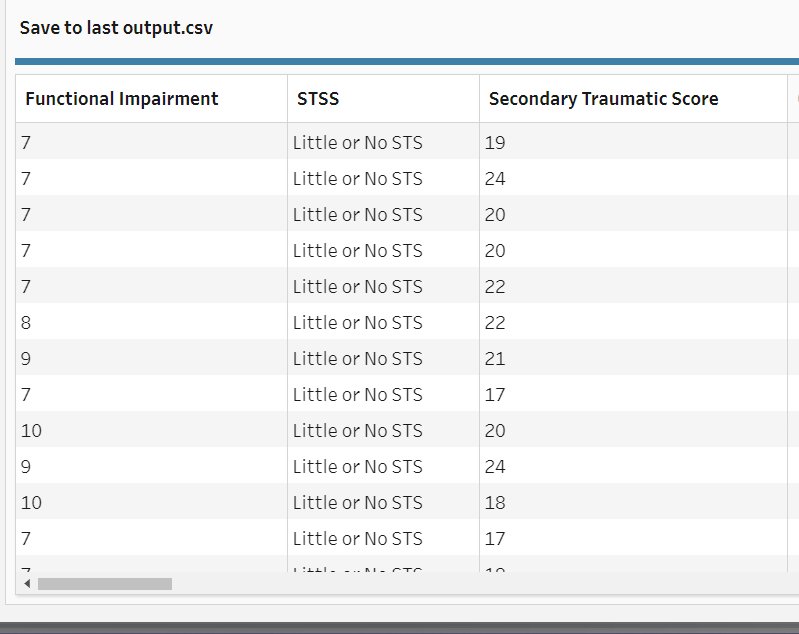 Save to last output.csv
Functional Impairment STSS Secondary Traumatic Score
7 Little or No STS 19
7 Little or No STS 24
7 Little or No STS 20
7 Little or No STS 20
7 Little or No STS 22
8 Little or No STS 22
9 Little or No STS 21
7 Little or No STS 17
10 Little or No STS 20
9 Little or No STS 24
10 Little or No STS 18
7 Little or No STS 17